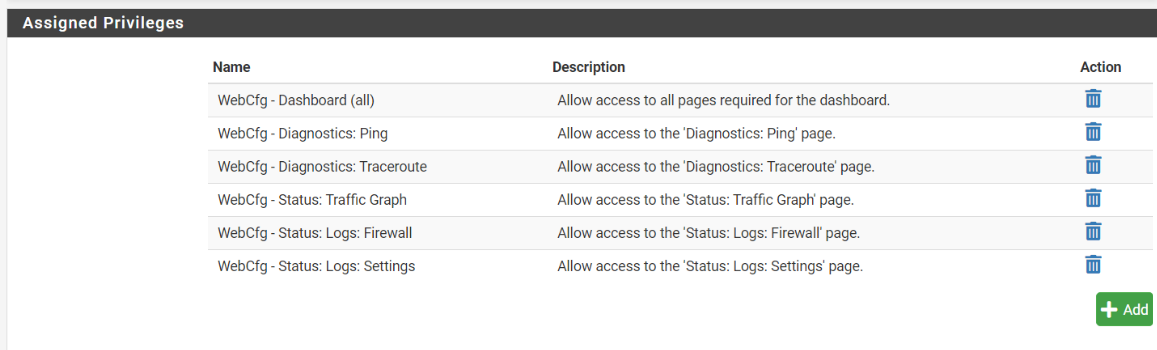 Assigned Privileges
Name Description Action
WebCfg - Dashboard (all) Allow access to all pages required for the dashboard.
WebCfg - Diagnostics: Ping Allow access to the 'Diagnostics: Ping' page.
WebCfg - Diagnostics: Traceroute Allow access to the 'Diagnostics: Traceroute' page.
WebCfg - Status: Traffic Graph Allow access to the 'Status: Traffic Graph' page.
WebCfg - Status: Logs: Firewall Allow access to the 'Status: Logs: Firewall' page.
WebCfg - Status: Logs: Settings Allow access to the 'Status: Logs: Settings' page.
Add